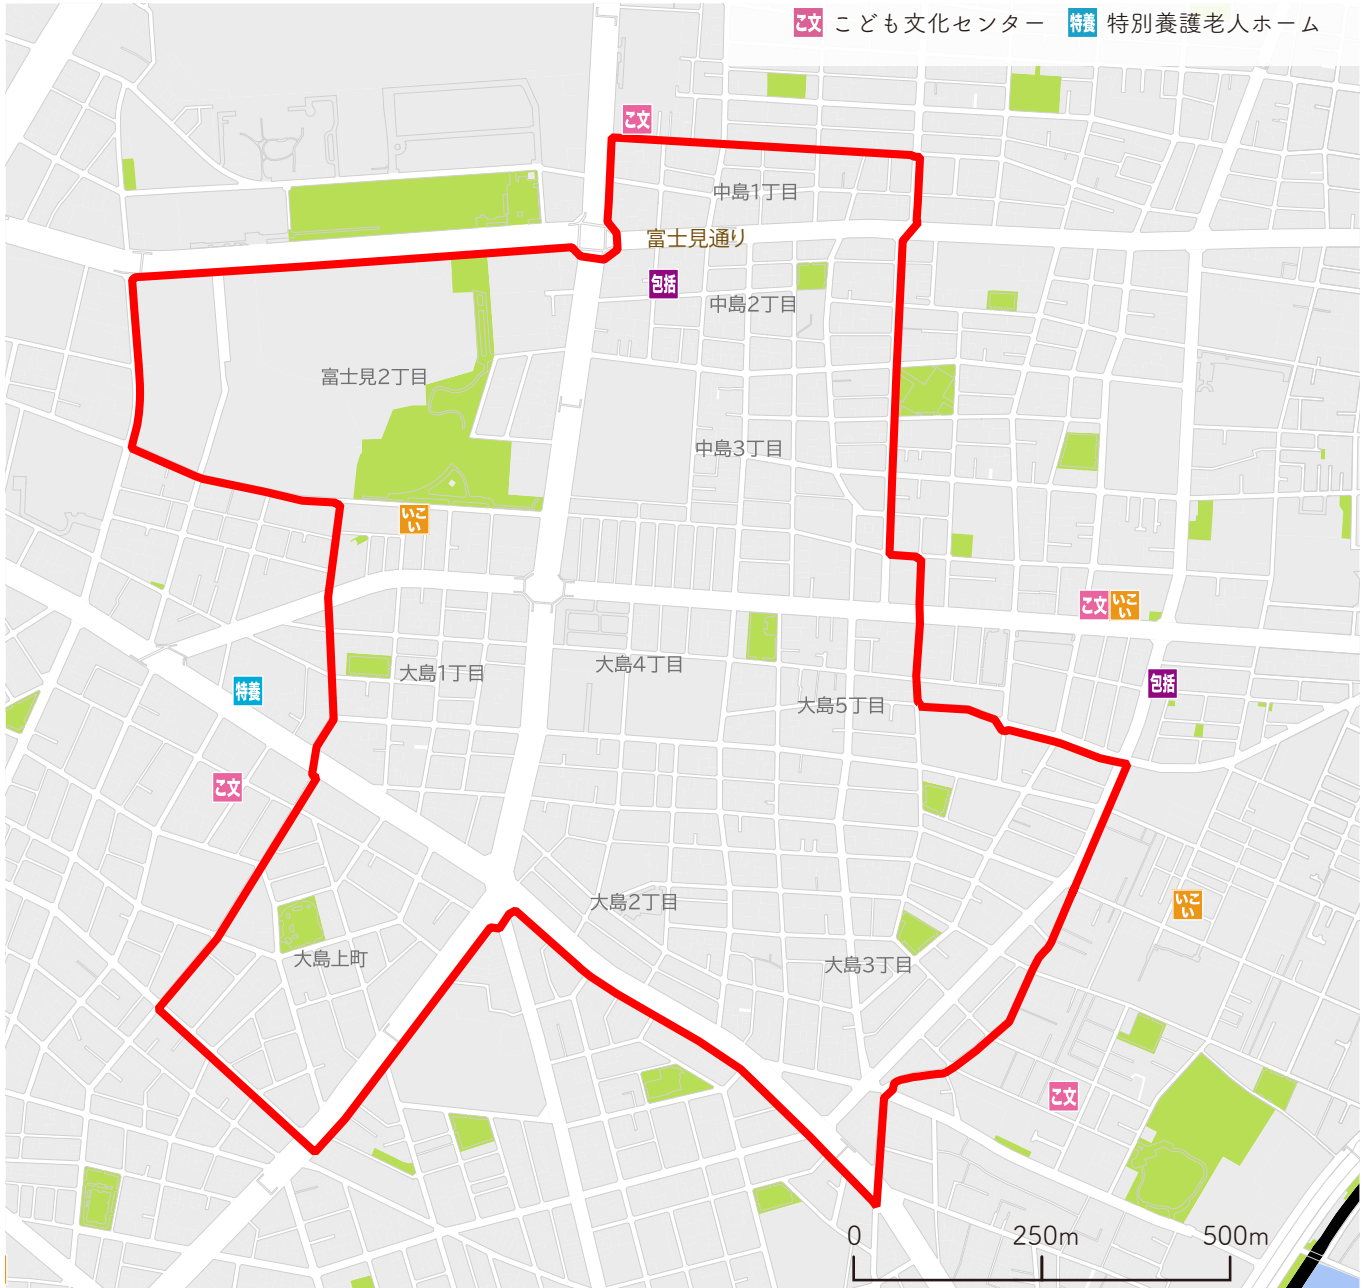 こ文 こども文化センター 特養 特別養護老人ホーム
こ文
中島1丁目
富士見通り
包括
中島2丁目
富士見2丁目
中島3丁目
いこい
こ文 いこい
大島4丁目
大島1丁目
特養
包括
大島5丁目
こ文
大島2丁目
いこい
大島上町
大島3丁目
こ文
0 250m 500m